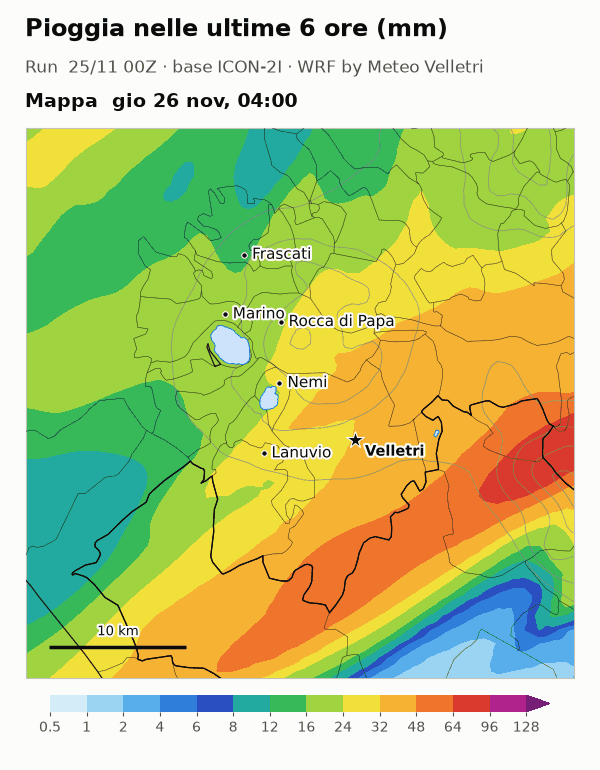 Pioggia nelle ultime 6 ore (mm)
Run  25/11 00Z · base ICON-2I · WRF by Meteo Velletri
Mappa  gio 26 nov, 04:00
Frascati
Marino
Rocca di Papa
Nemi
Velletri
Lanuvio
10 km
0.5 1 2 4 6 8 12 16 24 32 48 64 96 128